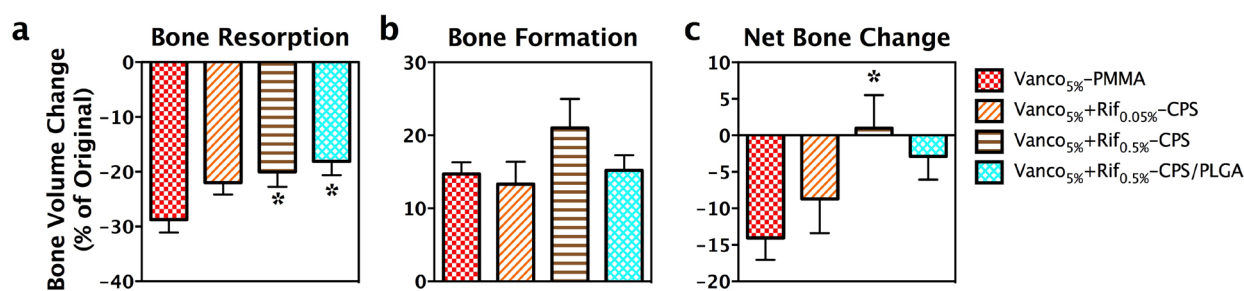 a
Bone Resorption
Bone Volume Change
(% of Original)
0
-10
-20
-30
-40
*
*
b
Bone Formation
30
20
10
0
c
Net Bone Change
10
5
0
-5
-10
-15
-20
*
Vanco5%-PMMA
Vanco5%+Rif0.05%-CPS
Vanco5%+Rif0.5%-CPS
Vanco5%+Rif0.5%-CPS/PLGA